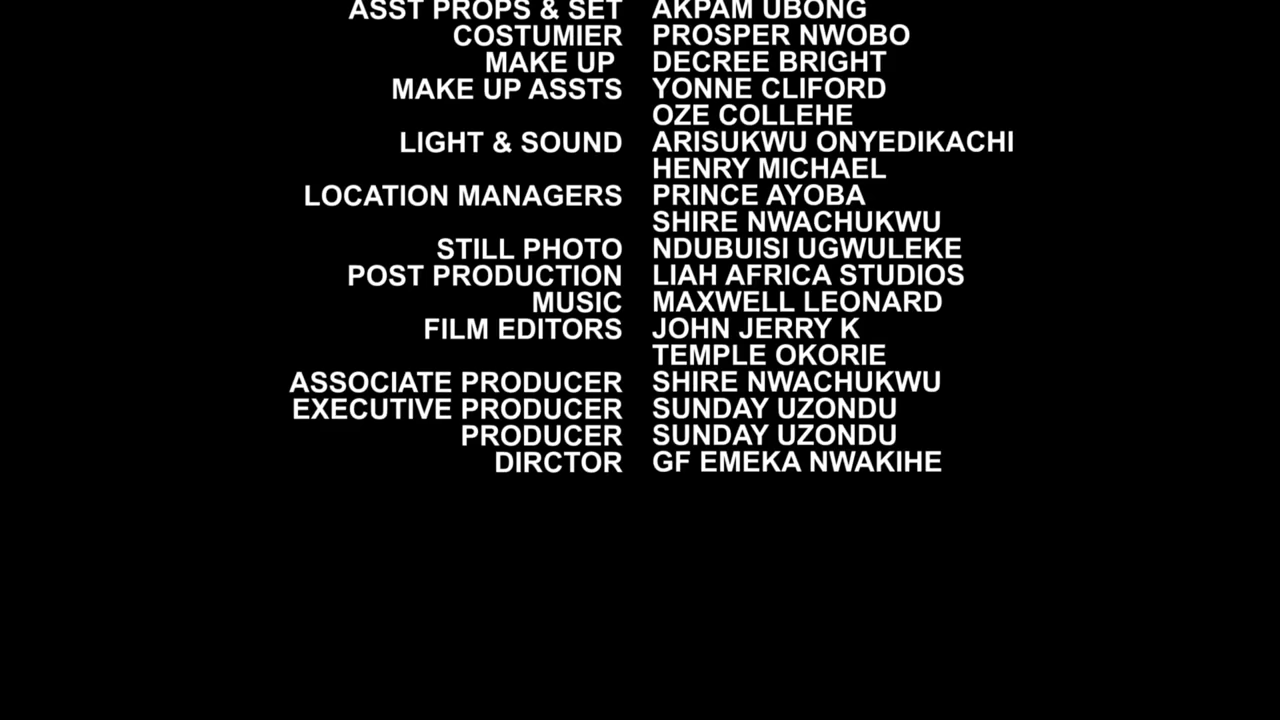 ASST PROPS & SET AKPAM UBONG
COSTUMIER PROSPER NWOBO
MAKE UP DECREE BRIGHT
MAKE UP ASSTS YONNE CLIFORD
OZE COLLEHE
LIGHT & SOUND ARISUKWU ONYEDIKACHI
HENRY MICHAEL
LOCATION MANAGERS PRINCE AYOBA
SHIRE NWACHUKWU
STILL PHOTO NDUBUISI UGWULEKE
POST PRODUCTION LIAH AFRICA STUDIOS
MUSIC MAXWELL LEONARD
FILM EDITORS JOHN JERRY K
TEMPLE OKORIE
ASSOCIATE PRODUCER SHIRE NWACHUKWU
EXECUTIVE PRODUCER SUNDAY UZONDU
PRODUCER SUNDAY UZONDU
DIRCTOR GF EMEKA NWAKIHE